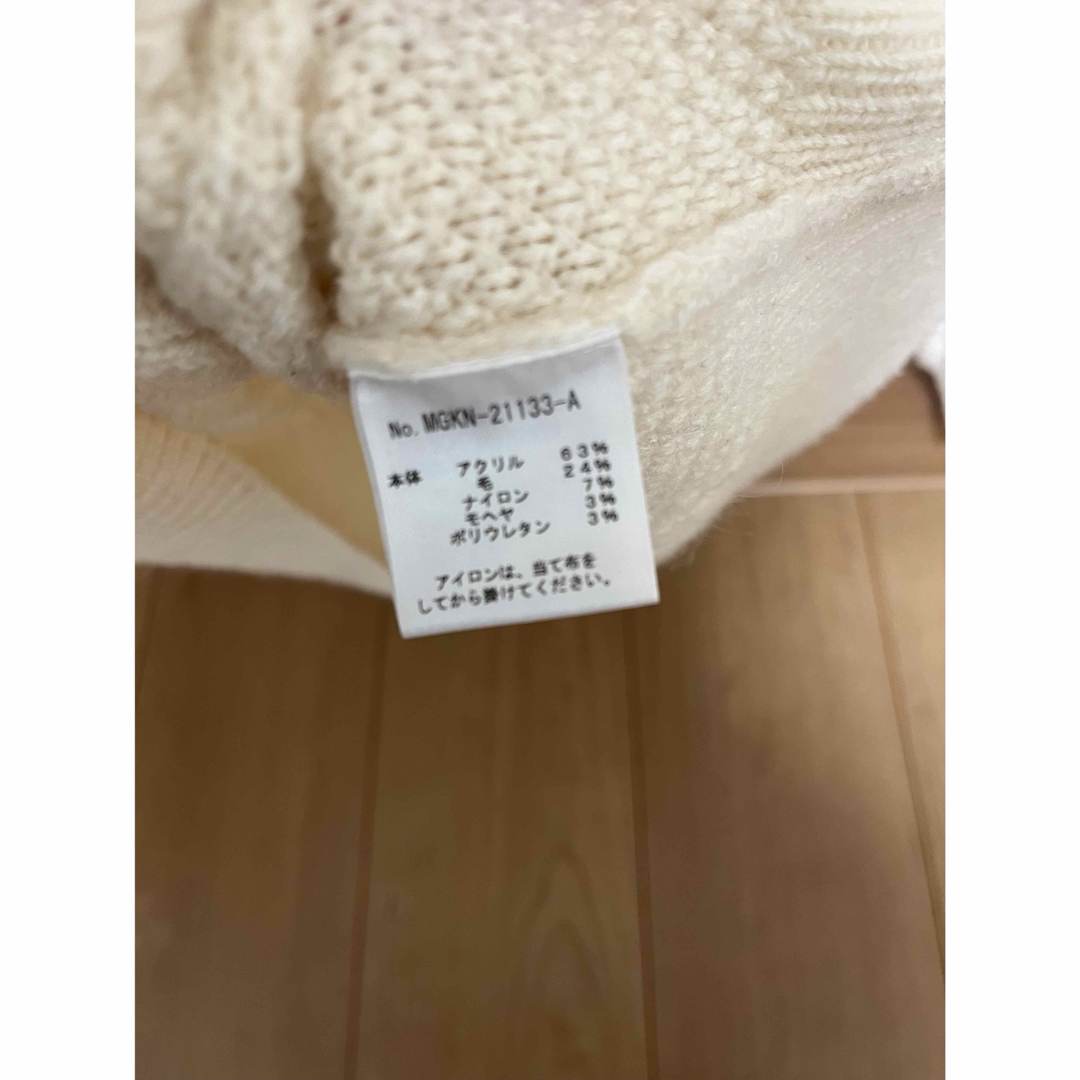 No. MGKN-21133-A
本体 アクリル 63%
毛 24%
ナイロン 7%
モヘヤ 3%
ポリウレタン 3%
アイロンは、当て布を
してから掛けてください。